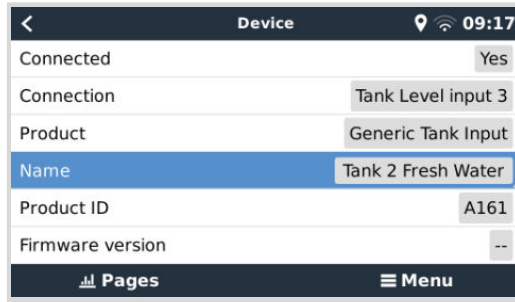 Device 09:17
Connected Yes
Connection Tank Level input 3
Product Generic Tank Input
Name Tank 2 Fresh Water
Product ID A161
Firmware version --
Pages Menu